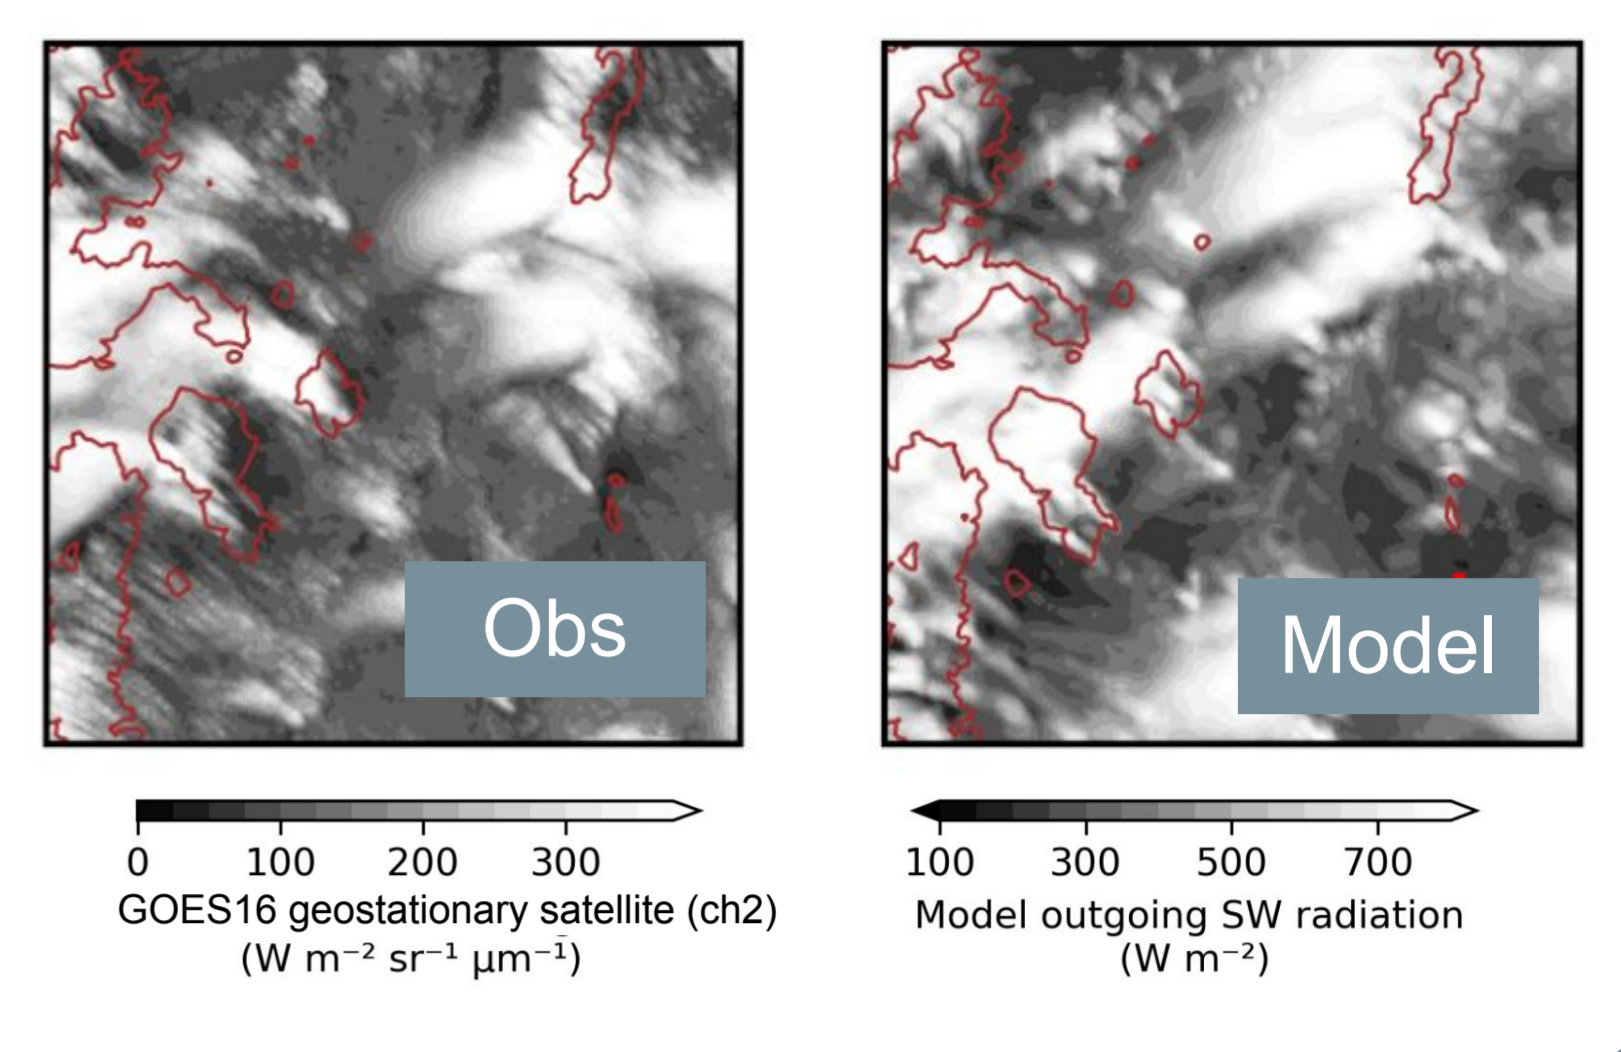 Obs
Model
0 100 200 300
GOES16 geostationary satellite (ch2)
(W m⁻² sr⁻¹ μm⁻¹)
100 300 500 700
Model outgoing SW radiation
(W m⁻²)